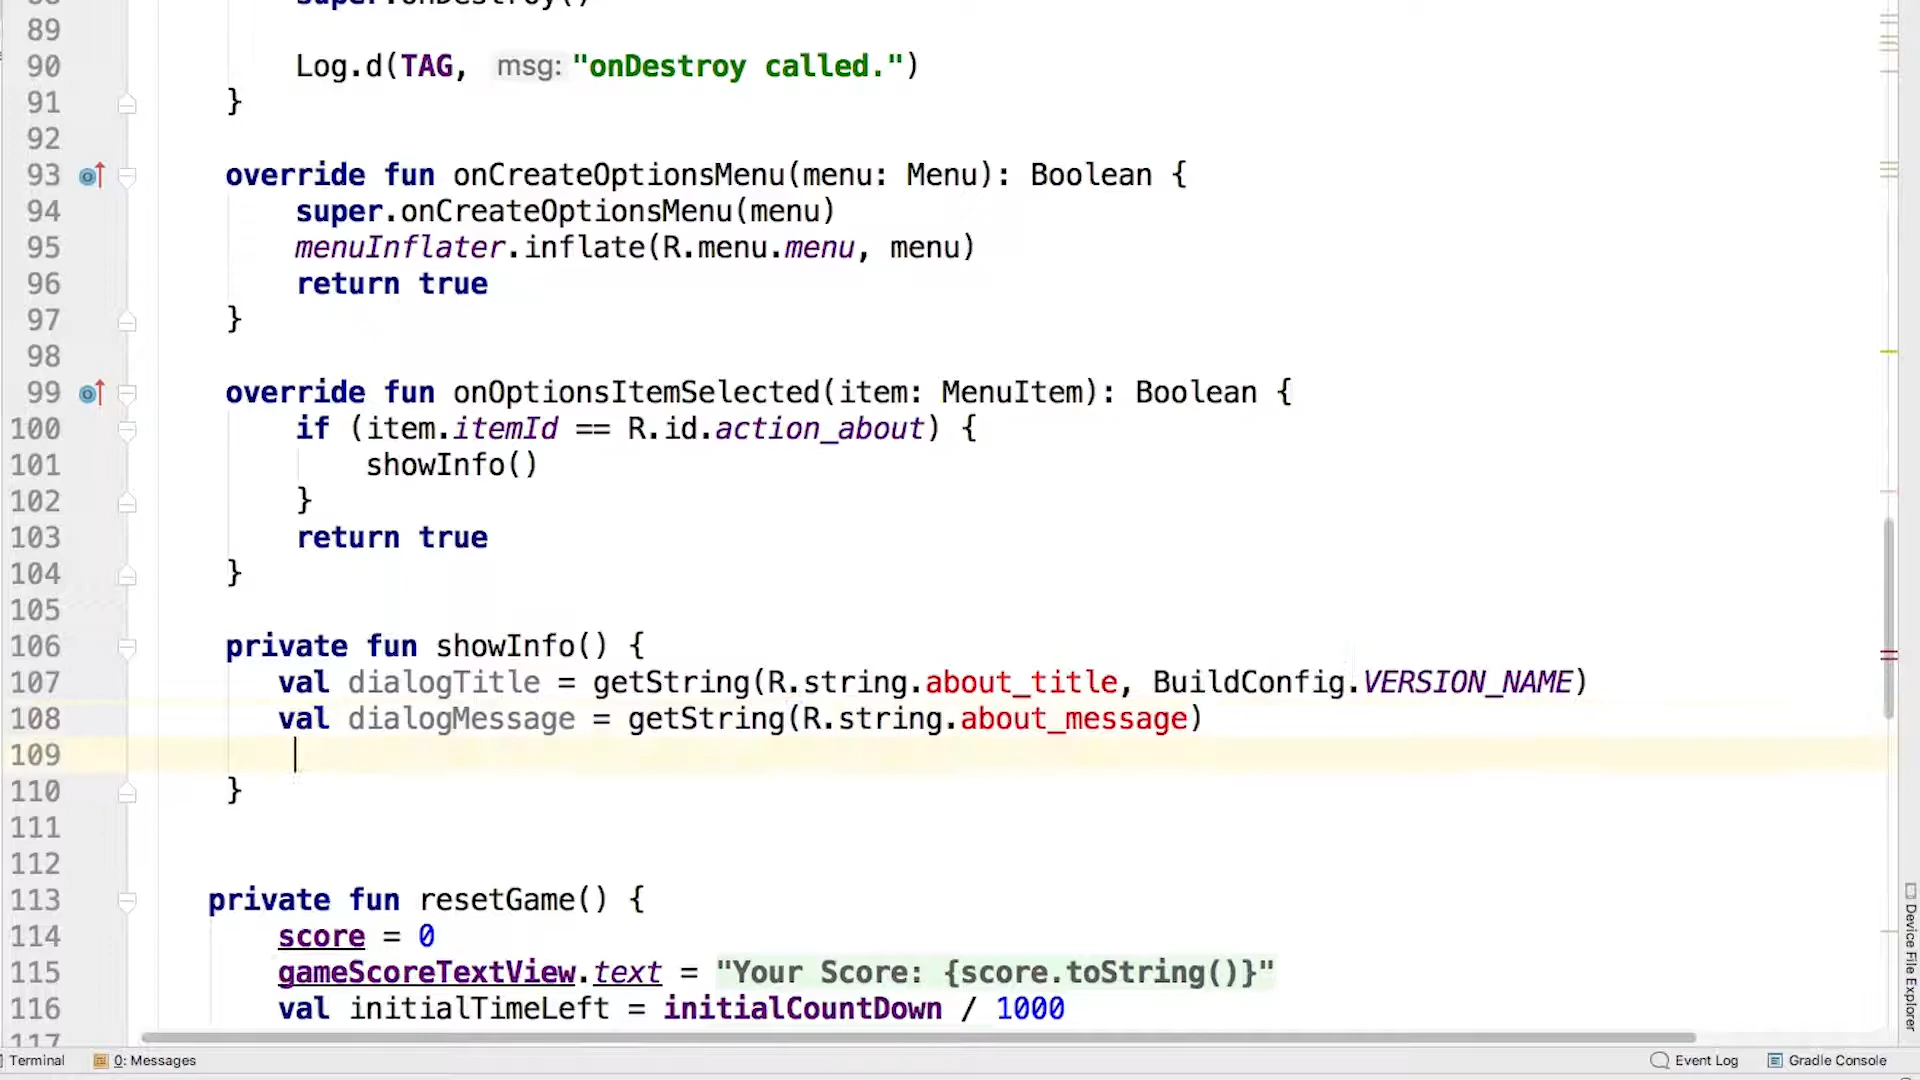 89
90 Log.d(TAG, msg: "onDestroy called.")
91 }
92
93 override fun onCreateOptionsMenu(menu: Menu): Boolean {
94 super.onCreateOptionsMenu(menu)
95 menuInflater.inflate(R.menu.menu, menu)
96 return true
97 }
98
99 override fun onOptionsItemSelected(item: MenuItem): Boolean {
100 if (item.itemId == R.id.action_about) {
101 showInfo()
102 }
103 return true
104 }
105
106 private fun showInfo() {
107 val dialogTitle = getString(R.string.about_title, BuildConfig.VERSION_NAME)
108 val dialogMessage = getString(R.string.about_message)
109
110 }
111
112
113 private fun resetGame() {
114 score = 0
115 gameScoreTextView.text = "Your Score: {score.toString()}"
116 val initialTimeLeft = initialCountDown / 1000
117
Device File Explorer
Terminal 0: Messages Event Log Gradle Console